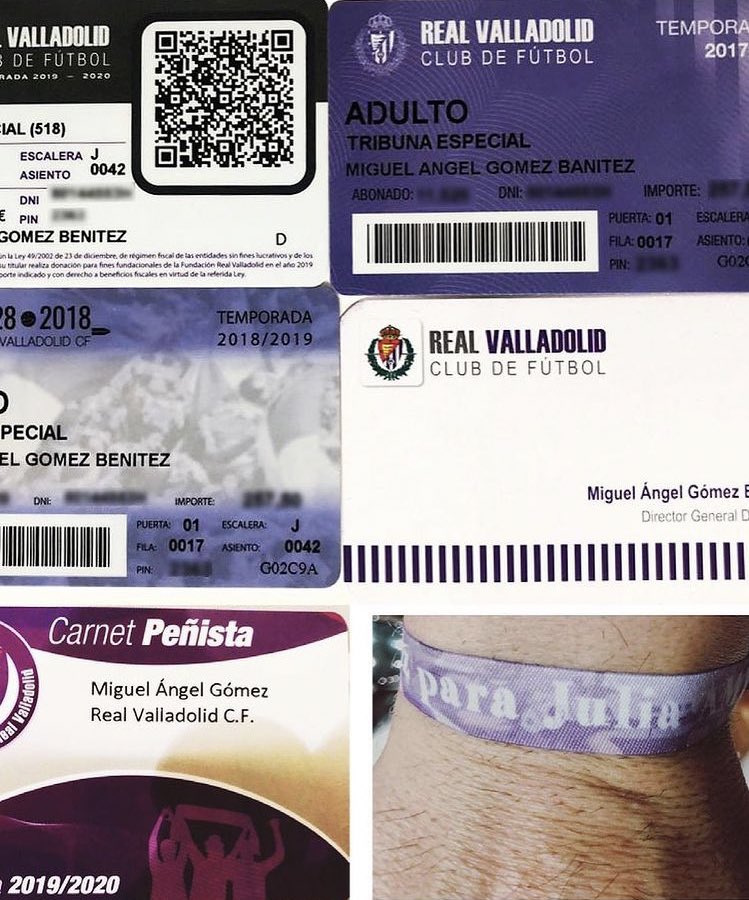 L VALLADOLID
B DE FÚTBOL
RADA 2019 – 2020
CIAL (518)
ESCALERA J
ASIENTO 0042
DNI
€ PIN
GOMEZ BENITEZ
D
ún la Ley 49/2002 de 23 de diciembre, de régimen fiscal de las entidades sin fines lucrativos y de los
su titular realiza donación para fines fundacionales de la Fundación Real Valladolid en el año 2019
porte indicado y con derecho a beneficios fiscales en virtud de la referida Ley.
REAL VALLADOLID
CLUB DE FÚTBOL
TEMPORADA
2017
ADULTO
TRIBUNA ESPECIAL
MIGUEL ANGEL GOMEZ BANITEZ
ABONADO: DNI: IMPORTE:
PUERTA: 01 ESCALERA
FILA: 0017 ASIENTO:
PIN: G02C
28 2018
VALLADOLID CF
TEMPORADA
2018/2019
O
PECIAL
EL GOMEZ BENITEZ
DNI: IMPORTE:
PUERTA: 01 ESCALERA: J
FILA: 0017 ASIENTO: 0042
PIN: G02C9A
REAL VALLADOLID
CLUB DE FÚTBOL
Miguel Ángel Gómez B
Director General D
Carnet Peñista
Miguel Ángel Gómez
Real Valladolid C.F.
Real Valladolid
a 2019/2020
para Julia